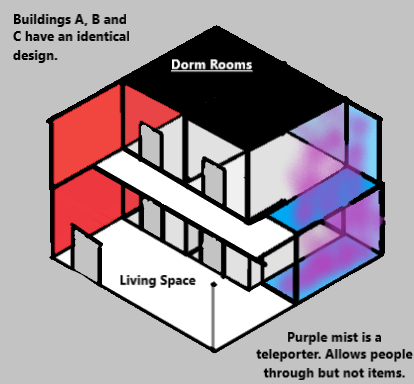 Buildings A, B and
C have an identical
design.
Dorm Rooms
Living Space
Purple mist is a
teleporter. Allows people
through but not items.